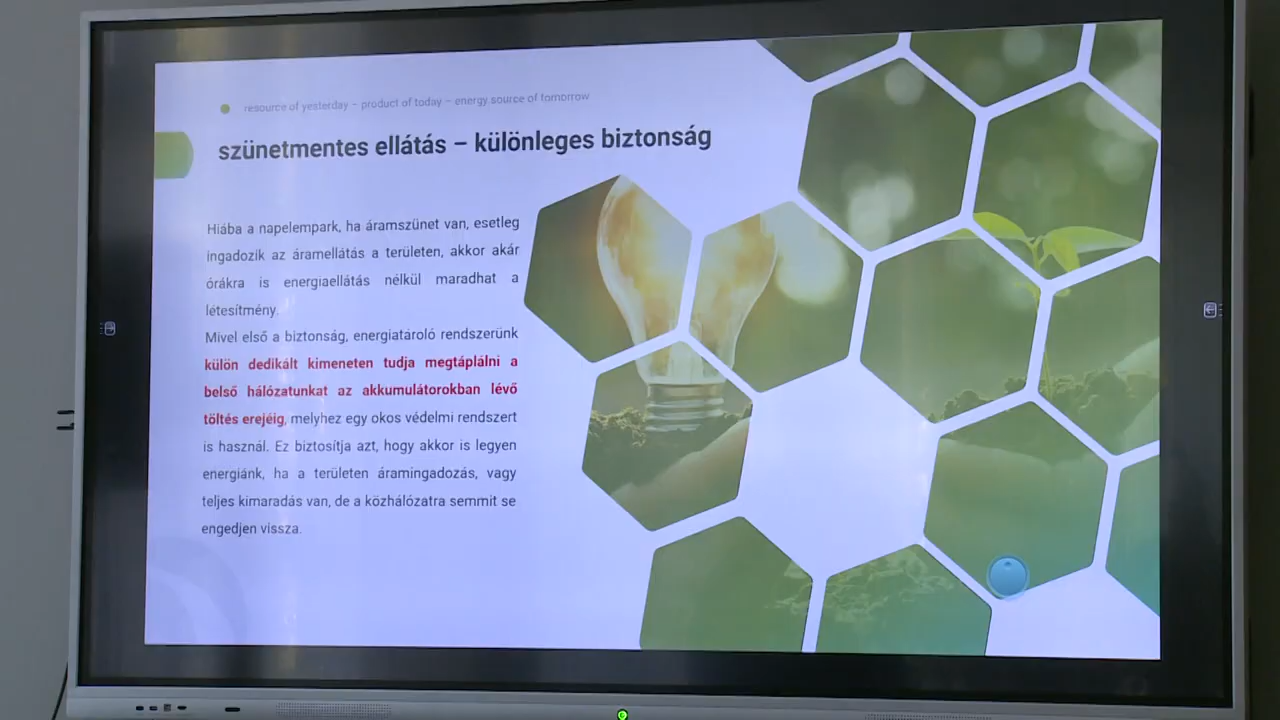 resource of yesterday – product of today – energy source of tomorrow
szünetmentes ellátás – különleges biztonság
Hiába a napelempark, ha áramszünet van, esetleg
ingadozik az áramellátás a területen, akkor akár
órákra is energiaellátás nélkül maradhat a
létesítmény.
Mivel első a biztonság, energiatároló rendszerünk
külön dedikált kimeneten tudja megtáplálni a
belső hálózatunkat az akkumulátorokban lévő
töltés erejéig, melyhez egy okos védelmi rendszert
is használ. Ez biztosítja azt, hogy akkor is legyen
energiánk, ha a területen áramingadozás, vagy
teljes kimaradás van, de a közhálózatra semmit se
engedjen vissza.